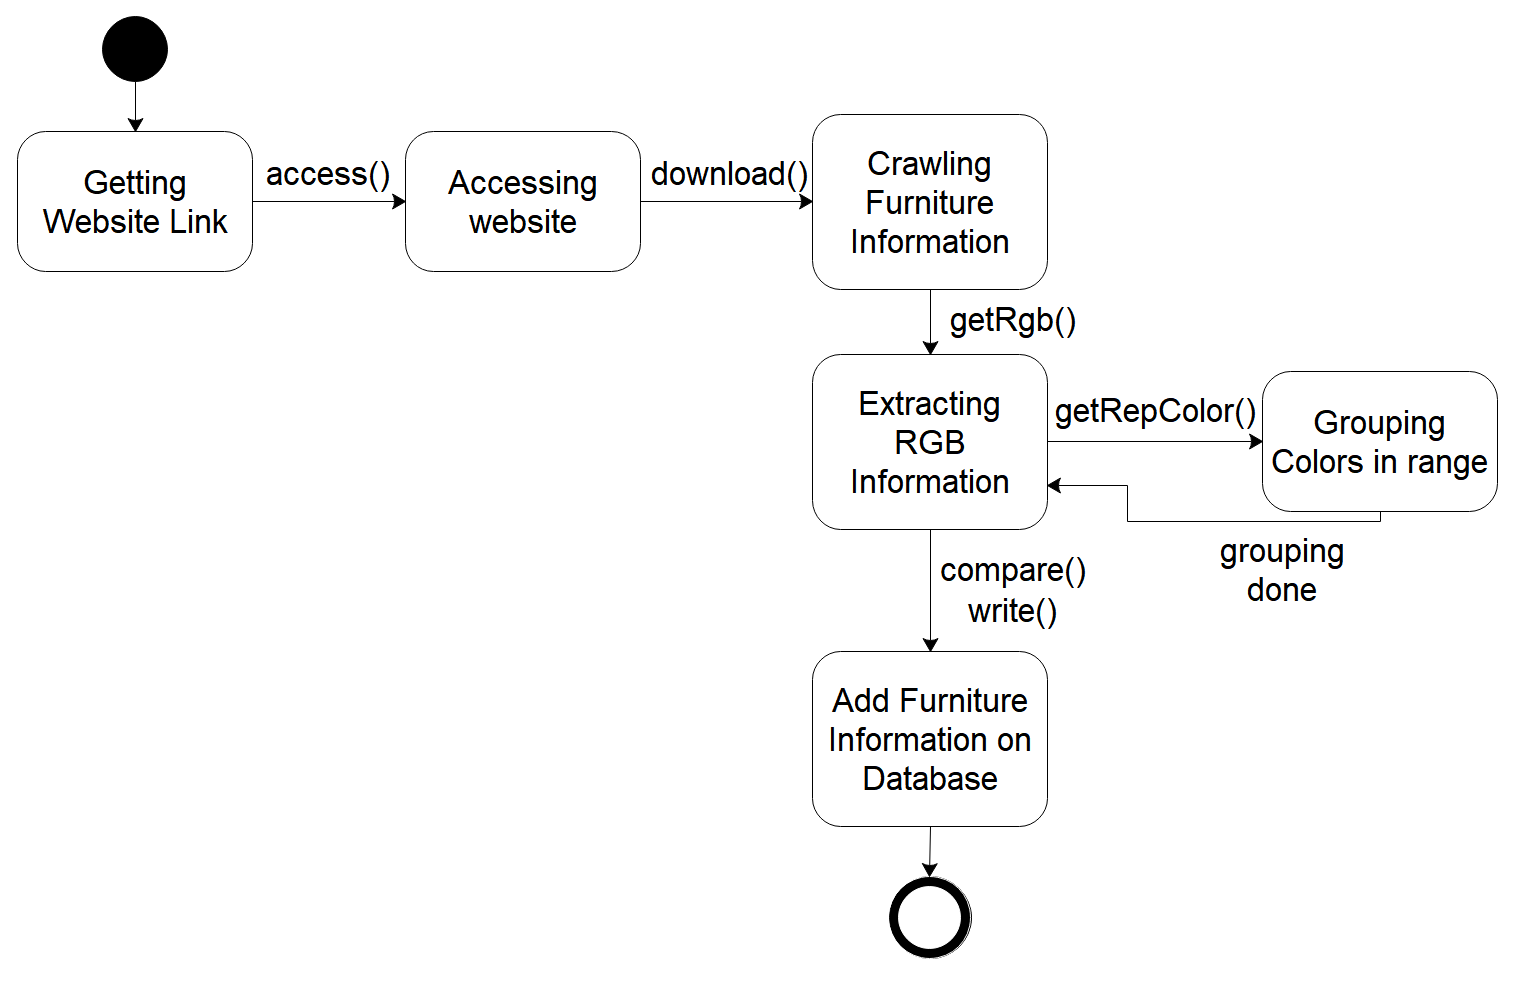 Getting
Website Link
access()
Accessing
website
download()
Crawling
Furniture
Information
getRgb()
Extracting
RGB
Information
getRepColor()
Grouping
Colors in range
grouping
done
compare()
write()
Add Furniture
Information on
Database